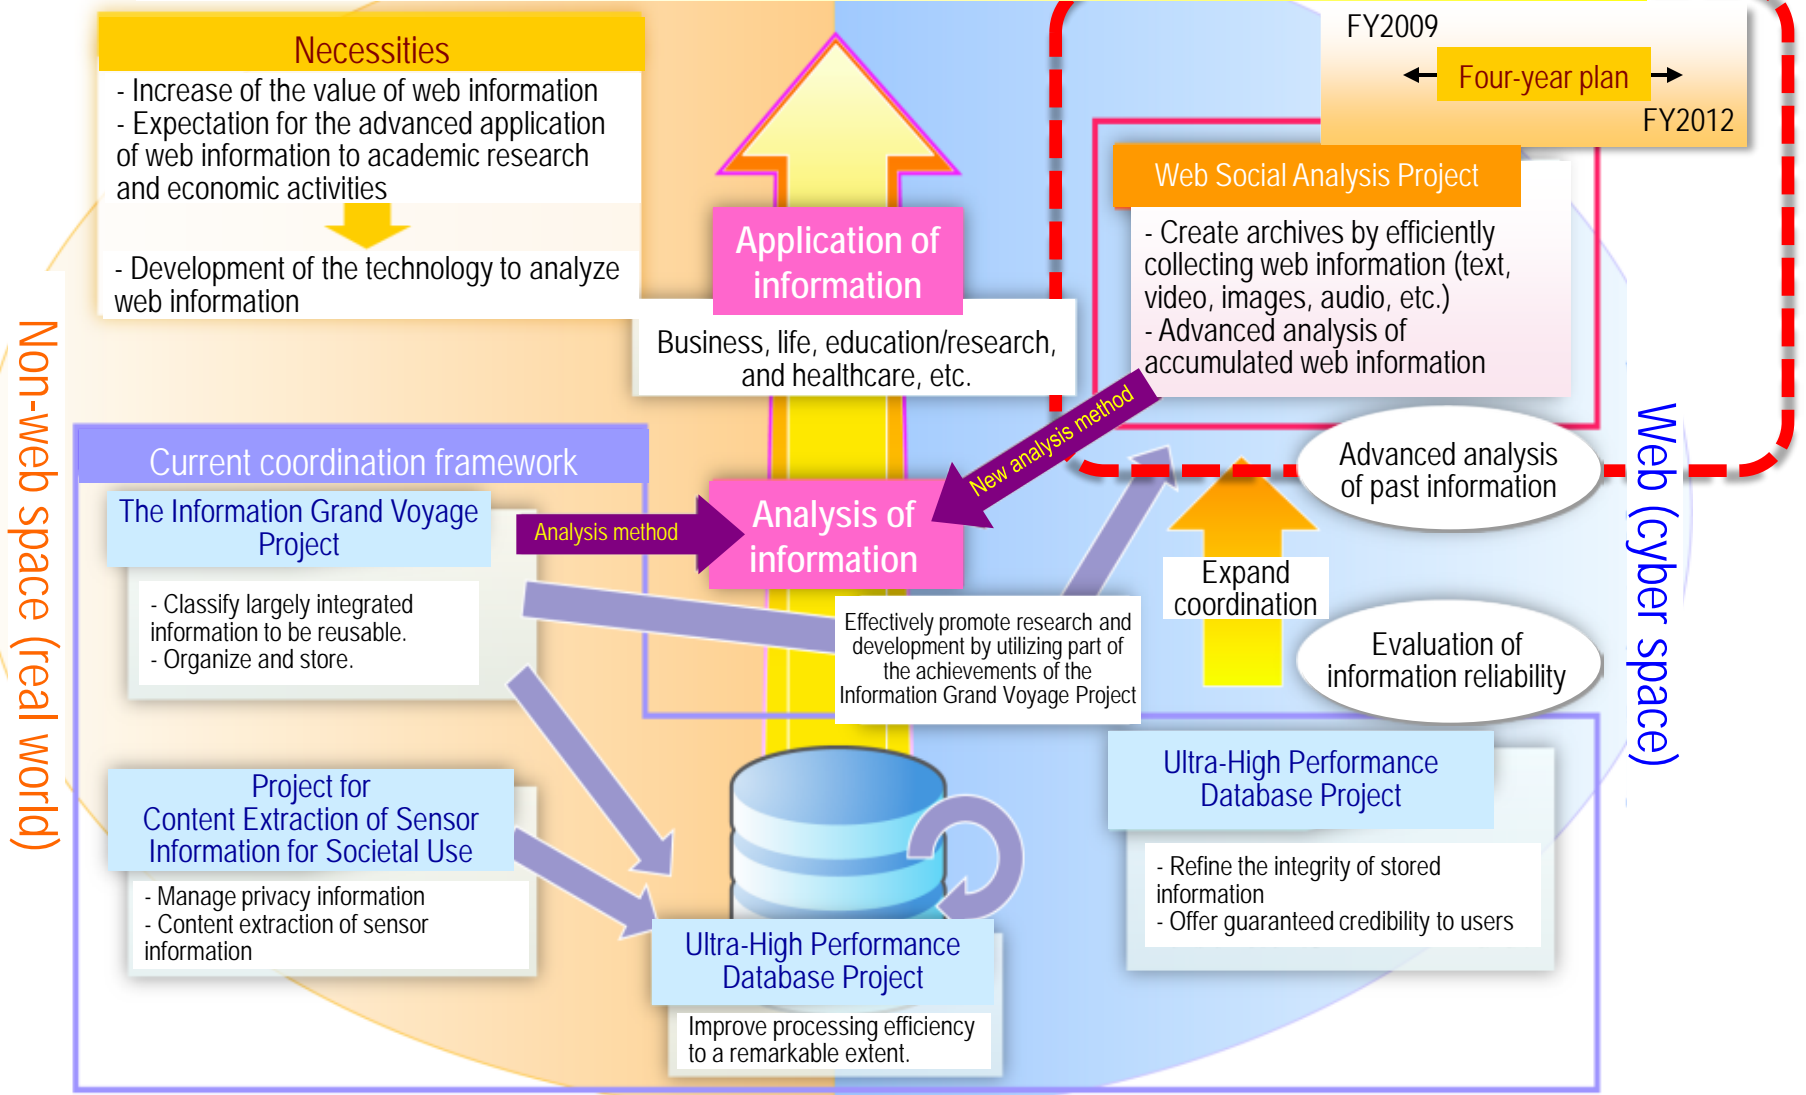 Necessities
- Increase of the value of web information
- Expectation for the advanced application
of web information to academic research
and economic activities
- Development of the technology to analyze
web information
FY2009
Four-year plan
FY2012
Web Social Analysis Project
- Create archives by efficiently
collecting web information (text,
video, images, audio, etc.)
- Advanced analysis of
accumulated web information
Application of
information
Business, life, education/research,
and healthcare, etc.
Non-web space (real world)
Web (cyber space)
Current coordination framework
The Information Grand Voyage
Project
- Classify largely integrated
information to be reusable.
- Organize and store.
Analysis method
New analysis method
Analysis of
information
Advanced analysis
of past information
Expand
coordination
Evaluation of
information reliability
Effectively promote research and
development by utilizing part of
the achievements of the
Information Grand Voyage Project
Project for
Content Extraction of Sensor
Information for Societal Use
- Manage privacy information
- Content extraction of sensor
information
Ultra-High Performance
Database Project
Improve processing efficiency
to a remarkable extent.
Ultra-High Performance
Database Project
- Refine the integrity of stored
information
- Offer guaranteed credibility to users